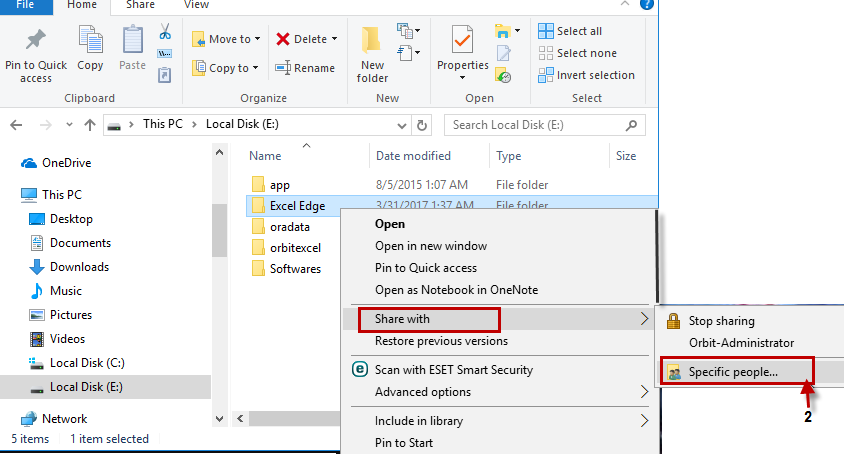 File Home Share View
Pin to Quick access
Copy
Paste
Move to
Copy to
Delete
Rename
New folder
Properties
Select all
Select none
Invert selection
Clipboard Organize New Open Select
This PC > Local Disk (E:)
Search Local Disk (E:)
Name Date modified Type Size
OneDrive
This PC
Desktop
Documents
Downloads
Music
Pictures
Videos
Local Disk (C:)
Local Disk (E:)
Network
app 8/5/2015 1:07 AM File folder
Excel Edge 3/31/2017 1:37 AM File folder
oradata
orbitexcel
Softwares
Open
Open in new window
Pin to Quick access
Open as Notebook in OneNote
Share with
Restore previous versions
Scan with ESET Smart Security
Advanced options
Include in library
Pin to Start
Stop sharing
Orbit-Administrator
Specific people...
2
5 items 1 item selected